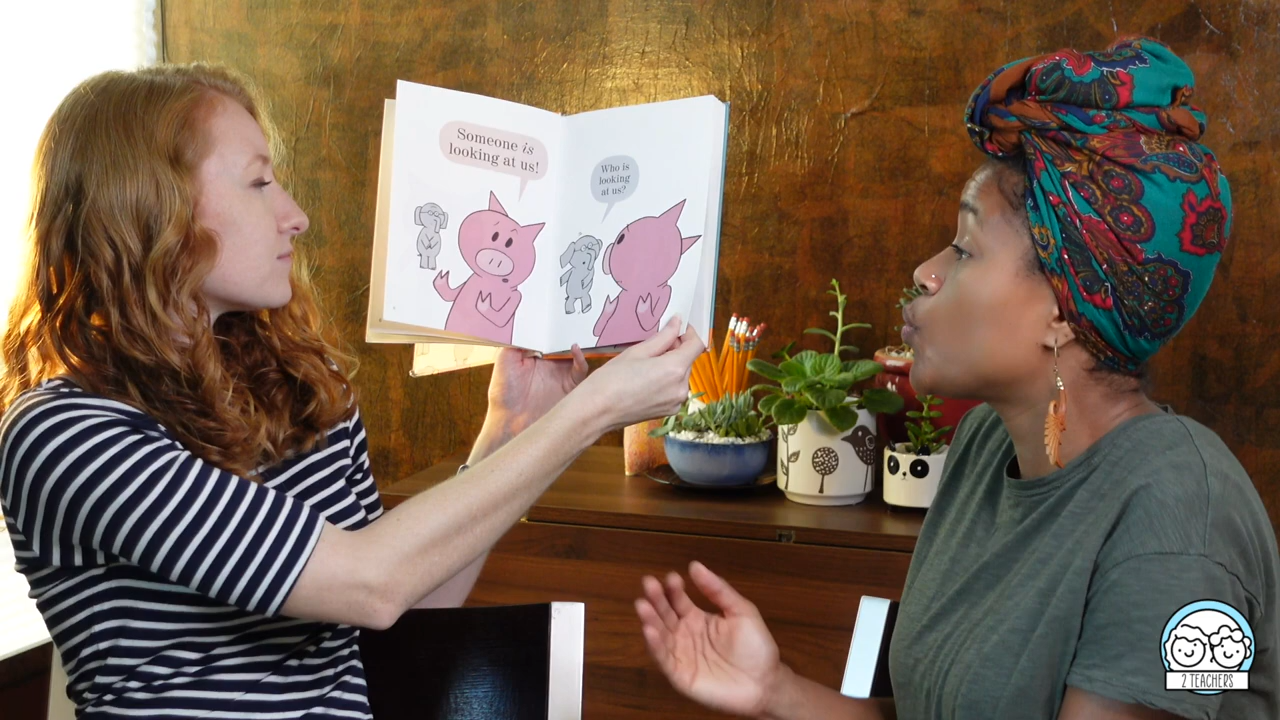 Someone is
looking at us!
Who is
looking
at us?
2 TEACHERS